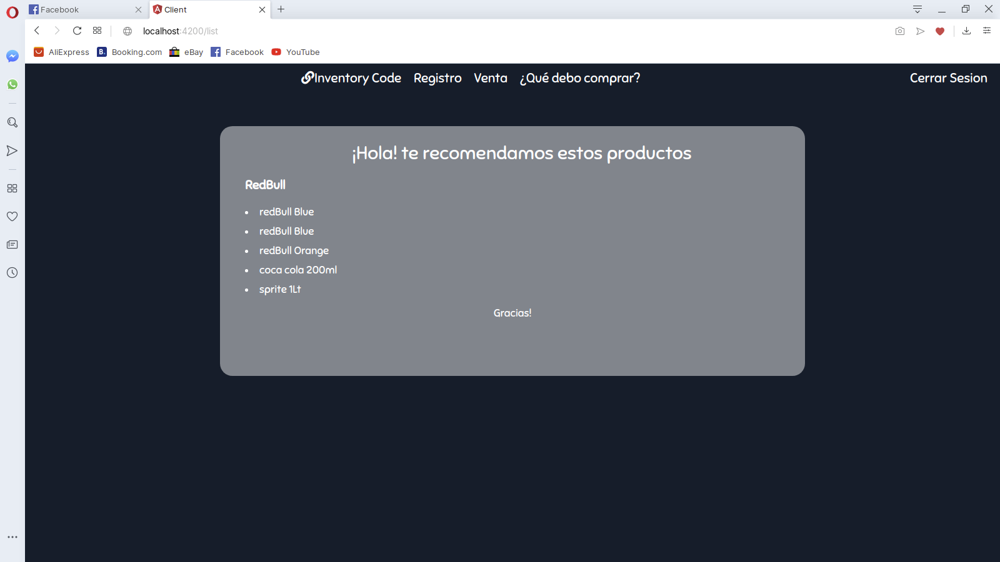 Facebook
Client
localhost:4200/list
AliExpress
B. Booking.com
eBay
Facebook
YouTube
Inventory Code
Registro
Venta
¿Qué debo comprar?
Cerrar Sesion
¡Hola! te recomendamos estos productos
RedBull
redBull Blue
redBull Blue
redBull Orange
coca cola 200ml
sprite 1Lt
Gracias!